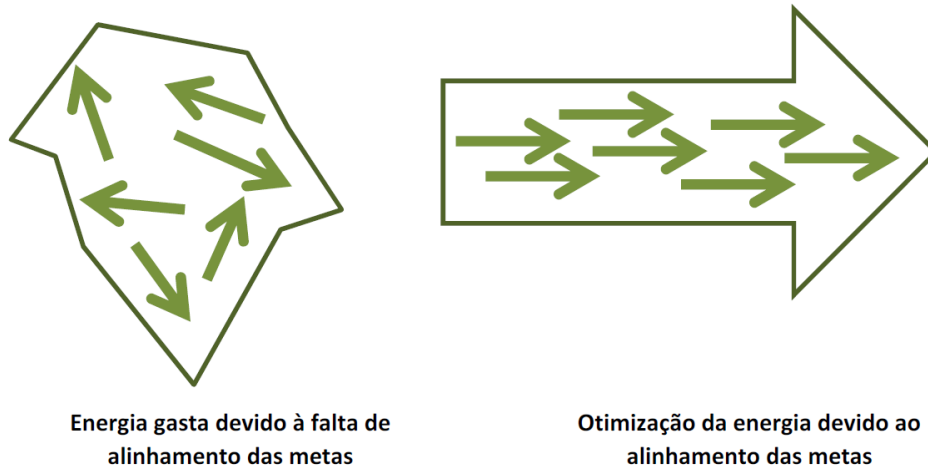 Energia gasta devido à falta de
alinhamento das metas
Otimização da energia devido ao
alinhamento das metas